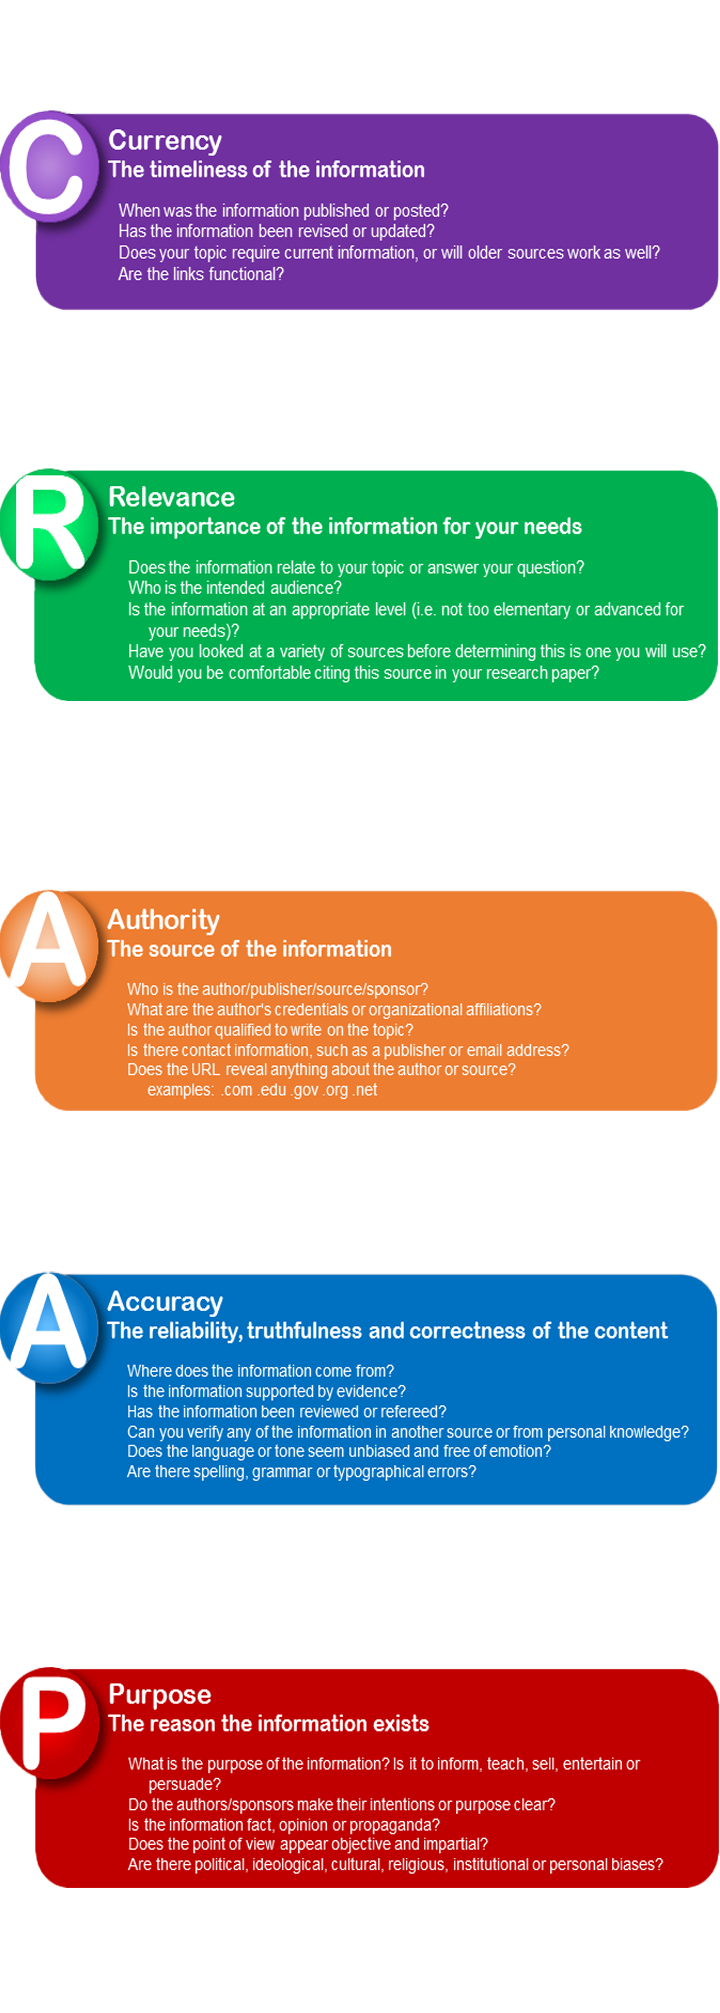 C
Currency
The timeliness of the information
When was the information published or posted?
Has the information been revised or updated?
Does your topic require current information, or will older sources work as well?
Are the links functional?
R
Relevance
The importance of the information for your needs
Does the information relate to your topic or answer your question?
Who is the intended audience?
Is the information at an appropriate level (i.e. not too elementary or advanced for
your needs)?
Have you looked at a variety of sources before determining this is one you will use?
Would you be comfortable citing this source in your research paper?
A
Authority
The source of the information
Who is the author/publisher/source/sponsor?
What are the author's credentials or organizational affiliations?
Is the author qualified to write on the topic?
Is there contact information, such as a publisher or email address?
Does the URL reveal anything about the author or source?
examples: .com .edu .gov .org .net
A
Accuracy
The reliability, truthfulness and correctness of the content
Where does the information come from?
Is the information supported by evidence?
Has the information been reviewed or refereed?
Can you verify any of the information in another source or from personal knowledge?
Does the language or tone seem unbiased and free of emotion?
Are there spelling, grammar or typographical errors?
P
Purpose
The reason the information exists
What is the purpose of the information? Is it to inform, teach, sell, entertain or
persuade?
Do the authors/sponsors make their intentions or purpose clear?
Is the information fact, opinion or propaganda?
Does the point of view appear objective and impartial?
Are there political, ideological, cultural, religious, institutional or personal biases?